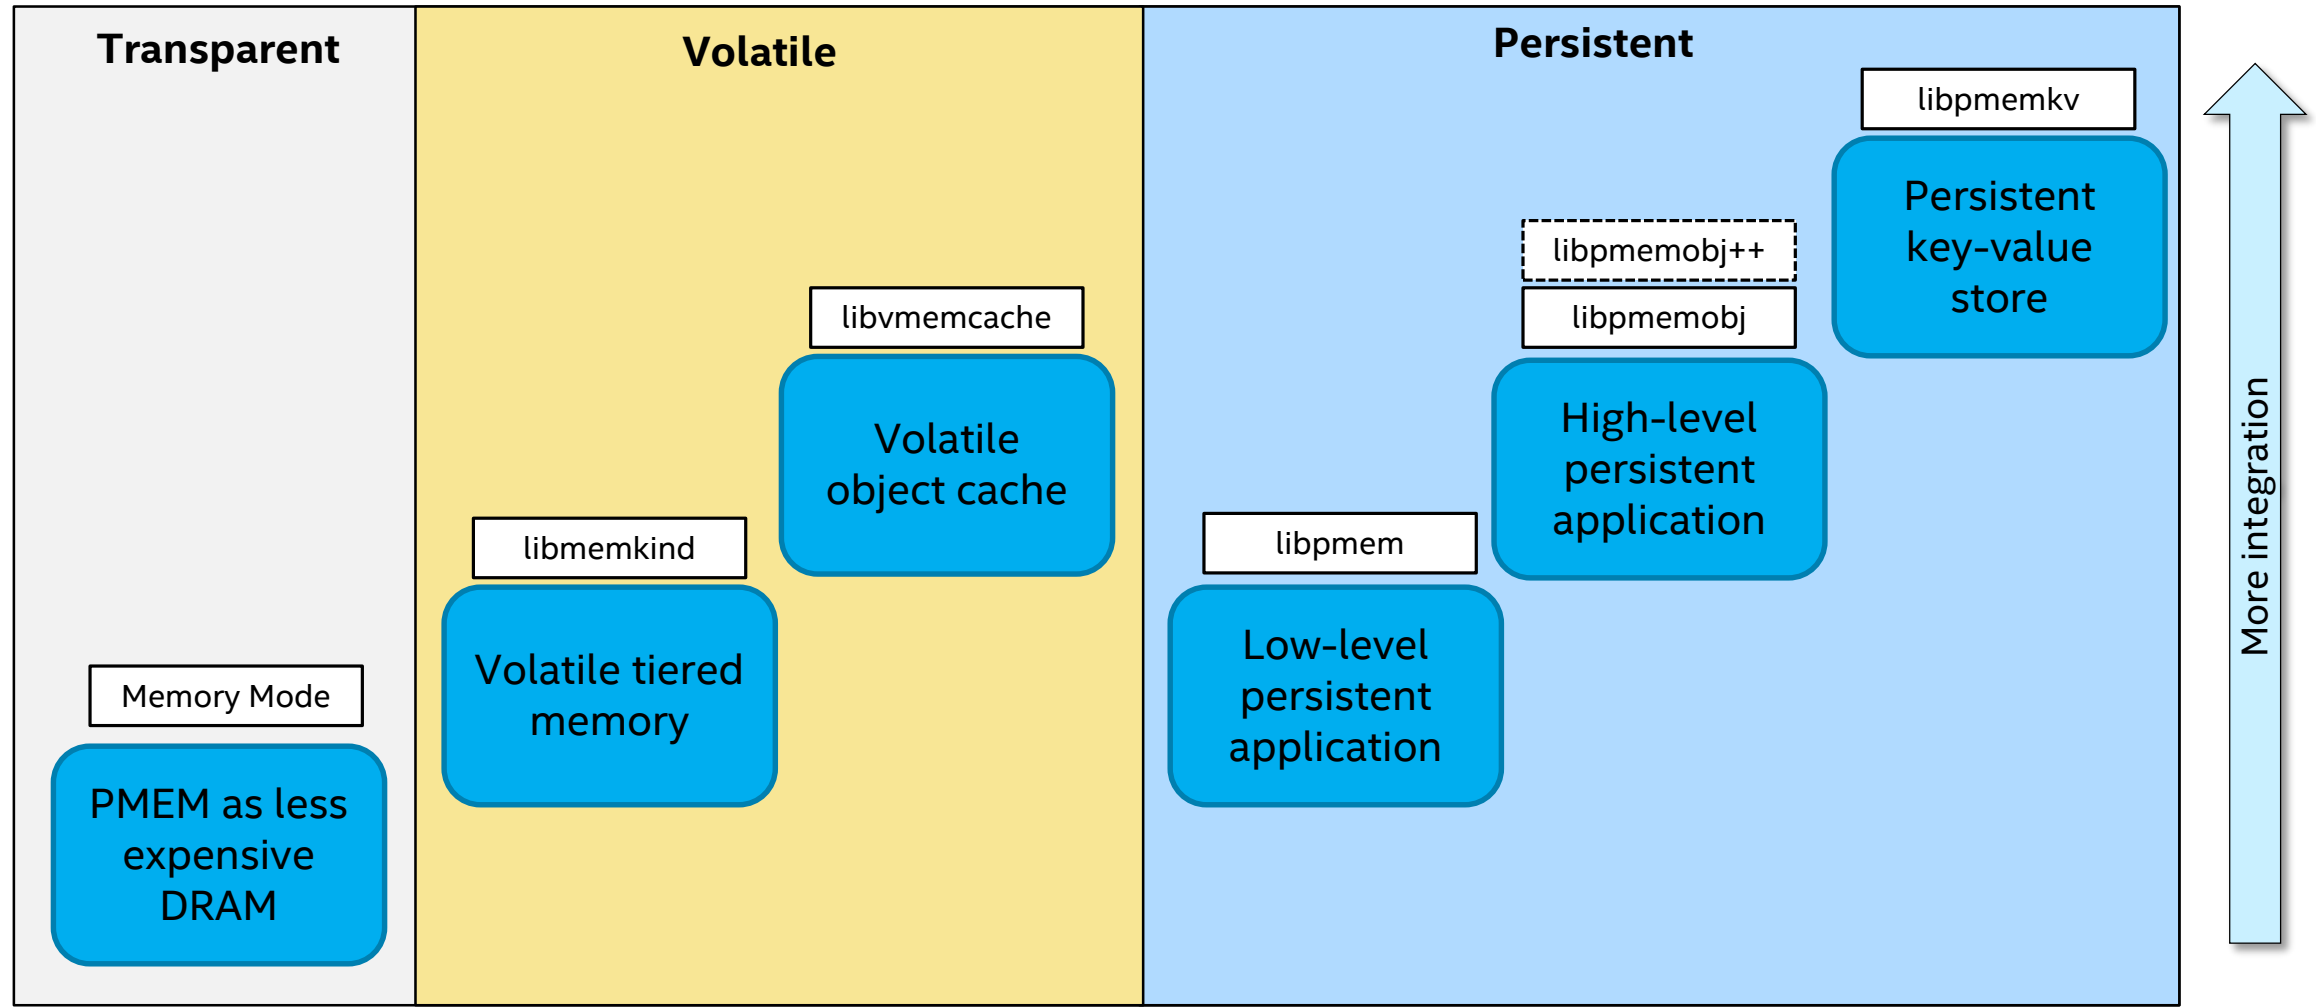 Transparent
Memory Mode
PMEM as less
expensive
DRAM
Volatile
libmemkind
Volatile tiered
memory
libvmemcache
Volatile
object cache
Persistent
libpmem
Low-level
persistent
application
libpmemobj++
libpmemobj
High-level
persistent
application
libpmemkv
Persistent
key-value
store
More integration